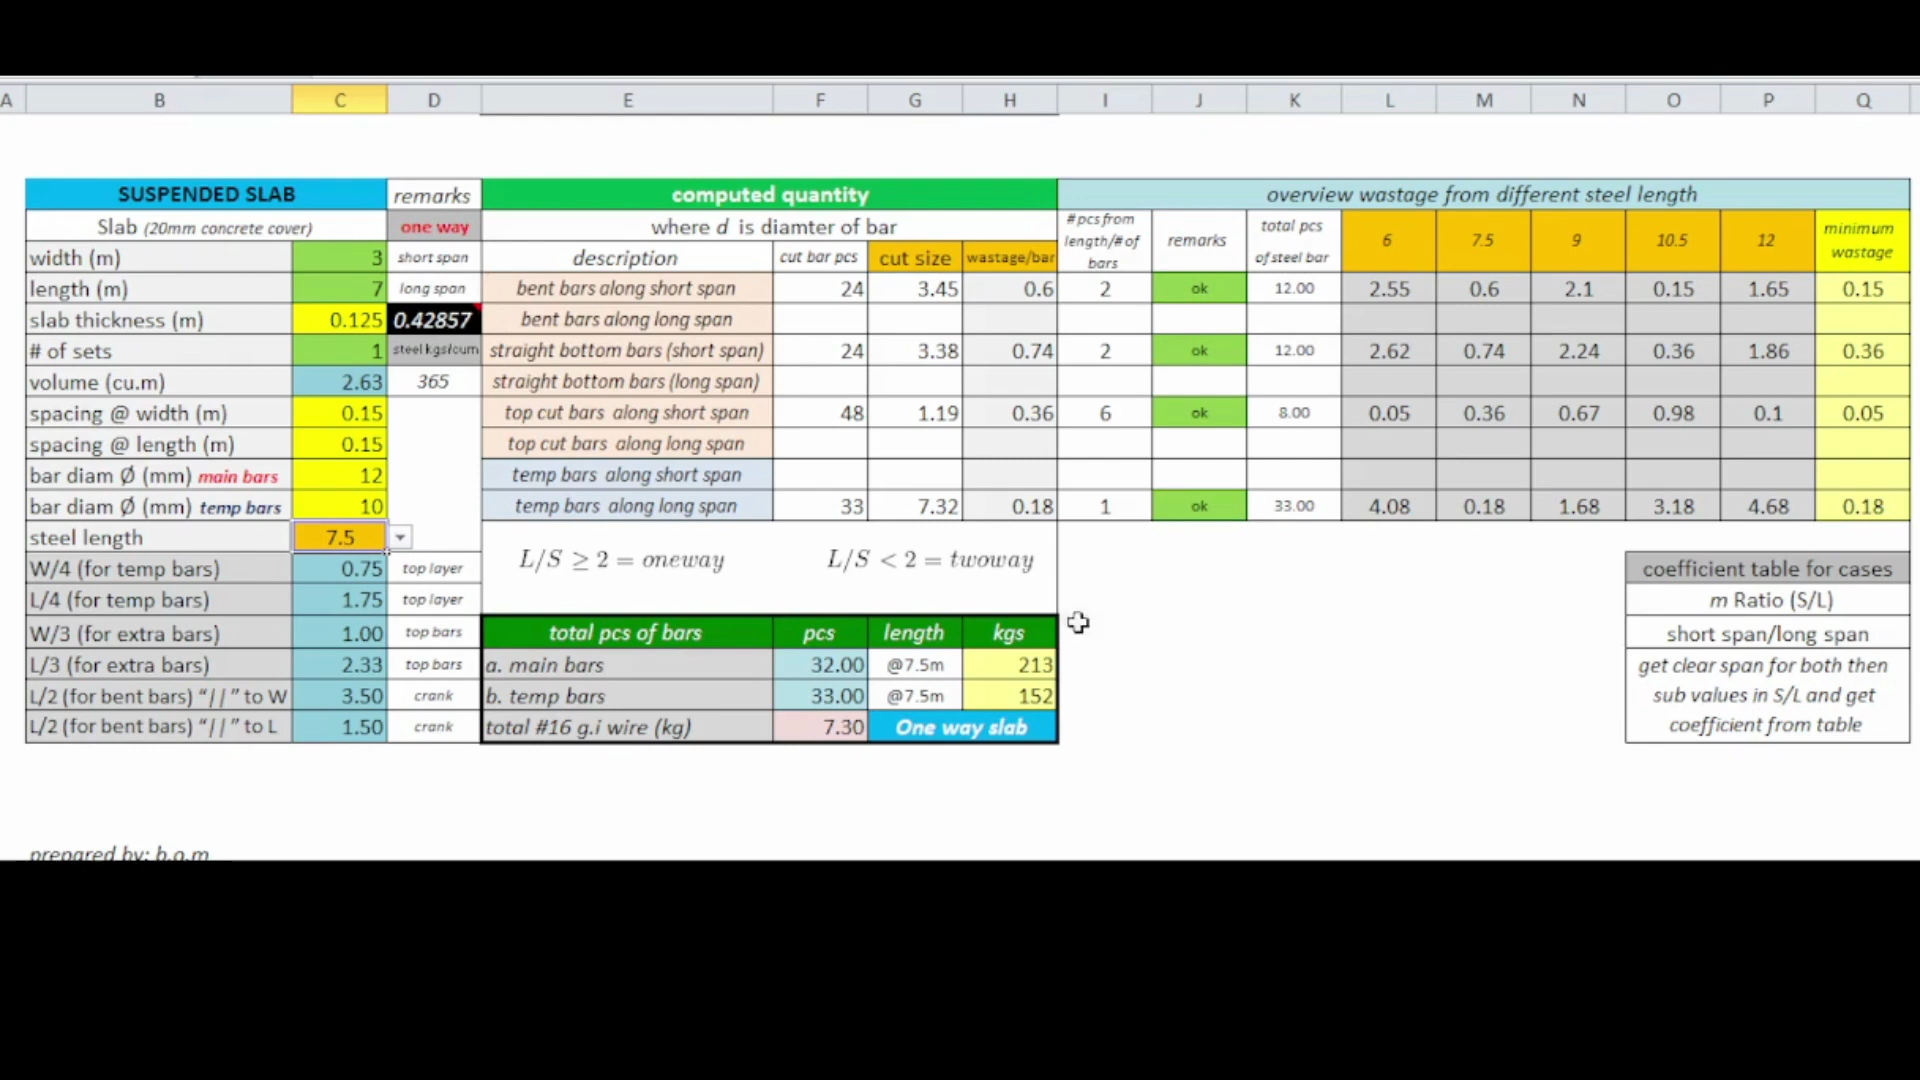 A B C D E F G H I J K L M N O P Q
SUSPENDED SLAB remarks computed quantity overview wastage from different steel length
Slab (20mm concrete cover) one way where d is diamter of bar
# pcs from length/# of bars remarks total pcs of steel bar 6 7.5 9 10.5 12 minimum wastage
width (m) 3 short span description cut bar pcs cut size wastage/bar
length (m) 7 long span bent bars along short span 24 3.45 0.6 2 ok 12.00 2.55 0.6 2.1 0.15 1.65 0.15
slab thickness (m) 0.125 0.42857 bent bars along long span
# of sets 1 steel kgs/cum straight bottom bars (short span) 24 3.38 0.74 2 ok 12.00 2.62 0.74 2.24 0.36 1.86 0.36
volume (cu.m) 2.63 365 straight bottom bars (long span)
spacing @ width (m) 0.15 top cut bars along short span 48 1.19 0.36 6 ok 8.00 0.05 0.36 0.67 0.98 0.1 0.05
spacing @ length (m) 0.15 top cut bars along long span
bar diam Ø (mm) main bars 12 temp bars along short span
bar diam Ø (mm) temp bars 10 temp bars along long span 33 7.32 0.18 1 ok 33.00 4.08 0.18 1.68 3.18 4.68 0.18
steel length 7.5
L/S ≥ 2 = oneway L/S < 2 = twoway
W/4 (for temp bars) 0.75 top layer coefficient table for cases
L/4 (for temp bars) 1.75 top layer m Ratio (S/L)
W/3 (for extra bars) 1.00 top bars total pcs of bars pcs length kgs short span/long span
L/3 (for extra bars) 2.33 top bars a. main bars 32.00 @7.5m 213 get clear span for both then
L/2 (for bent bars) “//” to W 3.50 crank b. temp bars 33.00 @7.5m 152 sub values in S/L and get
L/2 (for bent bars) “//” to L 1.50 crank total #16 g.i wire (kg) 7.30 One way slab coefficient from table
prepared by: b.o.m